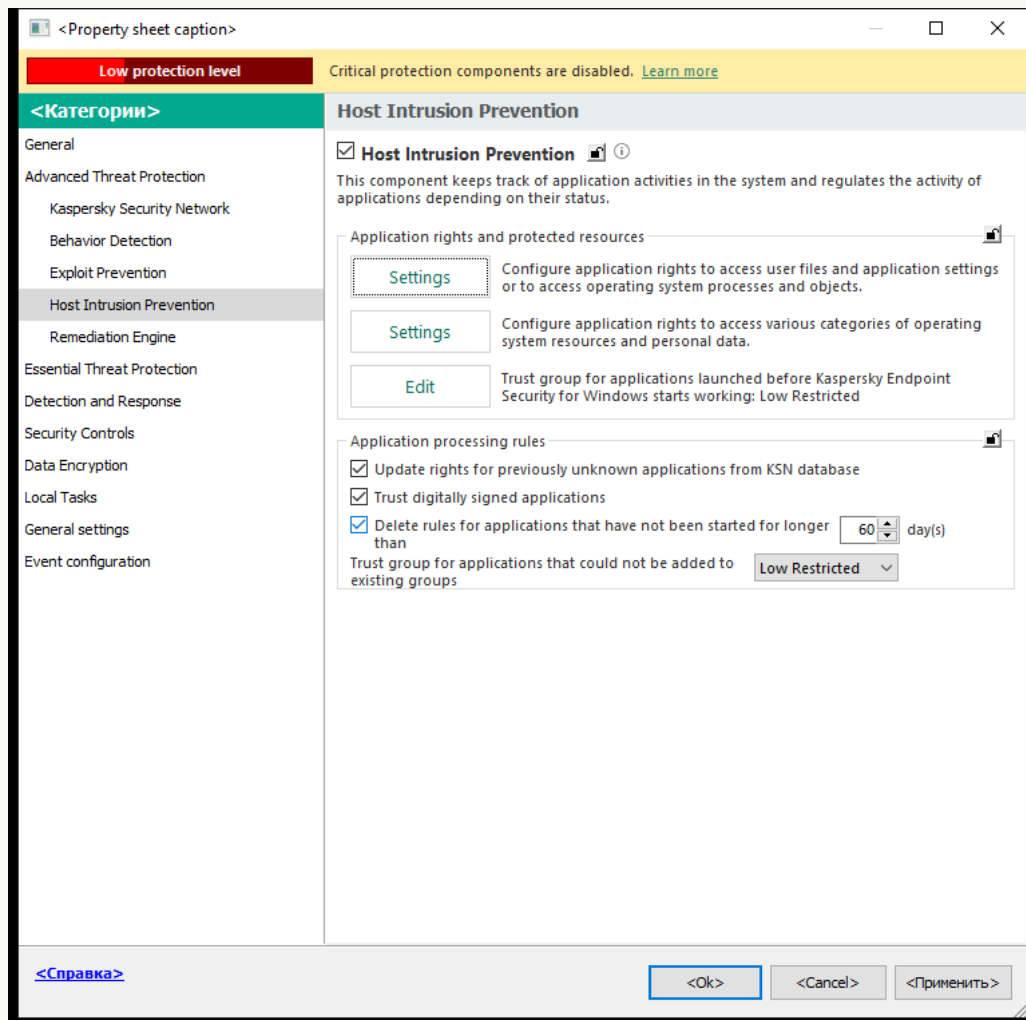 <Property sheet caption>
Low protection level
Critical protection components are disabled. Learn more
<Категории>
General
Advanced Threat Protection
Kaspersky Security Network
Behavior Detection
Exploit Prevention
Host Intrusion Prevention
Remediation Engine
Essential Threat Protection
Detection and Response
Security Controls
Data Encryption
Local Tasks
General settings
Event configuration
Host Intrusion Prevention
Host Intrusion Prevention
This component keeps track of application activities in the system and regulates the activity of
applications depending on their status.
Application rights and protected resources
Settings
Configure application rights to access user files and application settings
or to access operating system processes and objects.
Settings
Configure application rights to access various categories of operating
system resources and personal data.
Edit
Trust group for applications launched before Kaspersky Endpoint
Security for Windows starts working: Low Restricted
Application processing rules
Update rights for previously unknown applications from KSN database
Trust digitally signed applications
Delete rules for applications that have not been started for longer
than
60
day(s)
Trust group for applications that could not be added to
existing groups
Low Restricted
<Справка>
<Ok>
<Cancel>
<Применить>